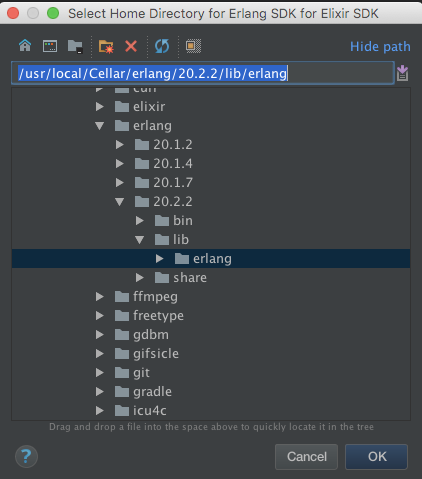 Select Home Directory for Erlang SDK for Elixir SDK
Hide path
/usr/local/Cellar/erlang/20.2.2/lib/erlang
curl
elixir
erlang
20.1.2
20.1.4
20.1.7
20.2.2
bin
lib
erlang
share
ffmpeg
freetype
gdbm
gifsicle
git
gradle
icu4c
Drag and drop a file into the space above to quickly locate it in the tree
?
Cancel
OK